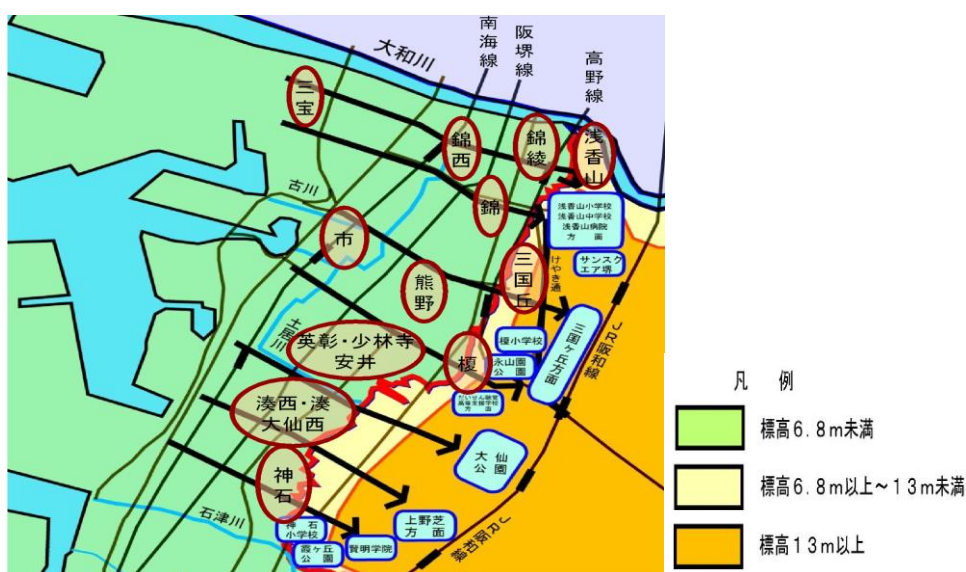 大和川
南海線
阪堺線
高野線
三宝
錦西
錦綾
浅香山
古川
錦
浅香山小学校
浅香山中学校
浅香山病院
方面
市
三国丘
けやき通
サンスク
エア堺
熊野
土居川
英彰・少林寺
安井
榎
榎小学校
永山園
公園
三国ヶ丘方面
JR阪和線
湊西・湊
大仙西
方面
大仙
公園
神石
石津川
神石
小学校
霞ヶ丘
公園
賢明学院
上野芝
方面
JR阪和線
凡例
標高6.8m未満
標高6.8m以上~13m未満
標高13m以上